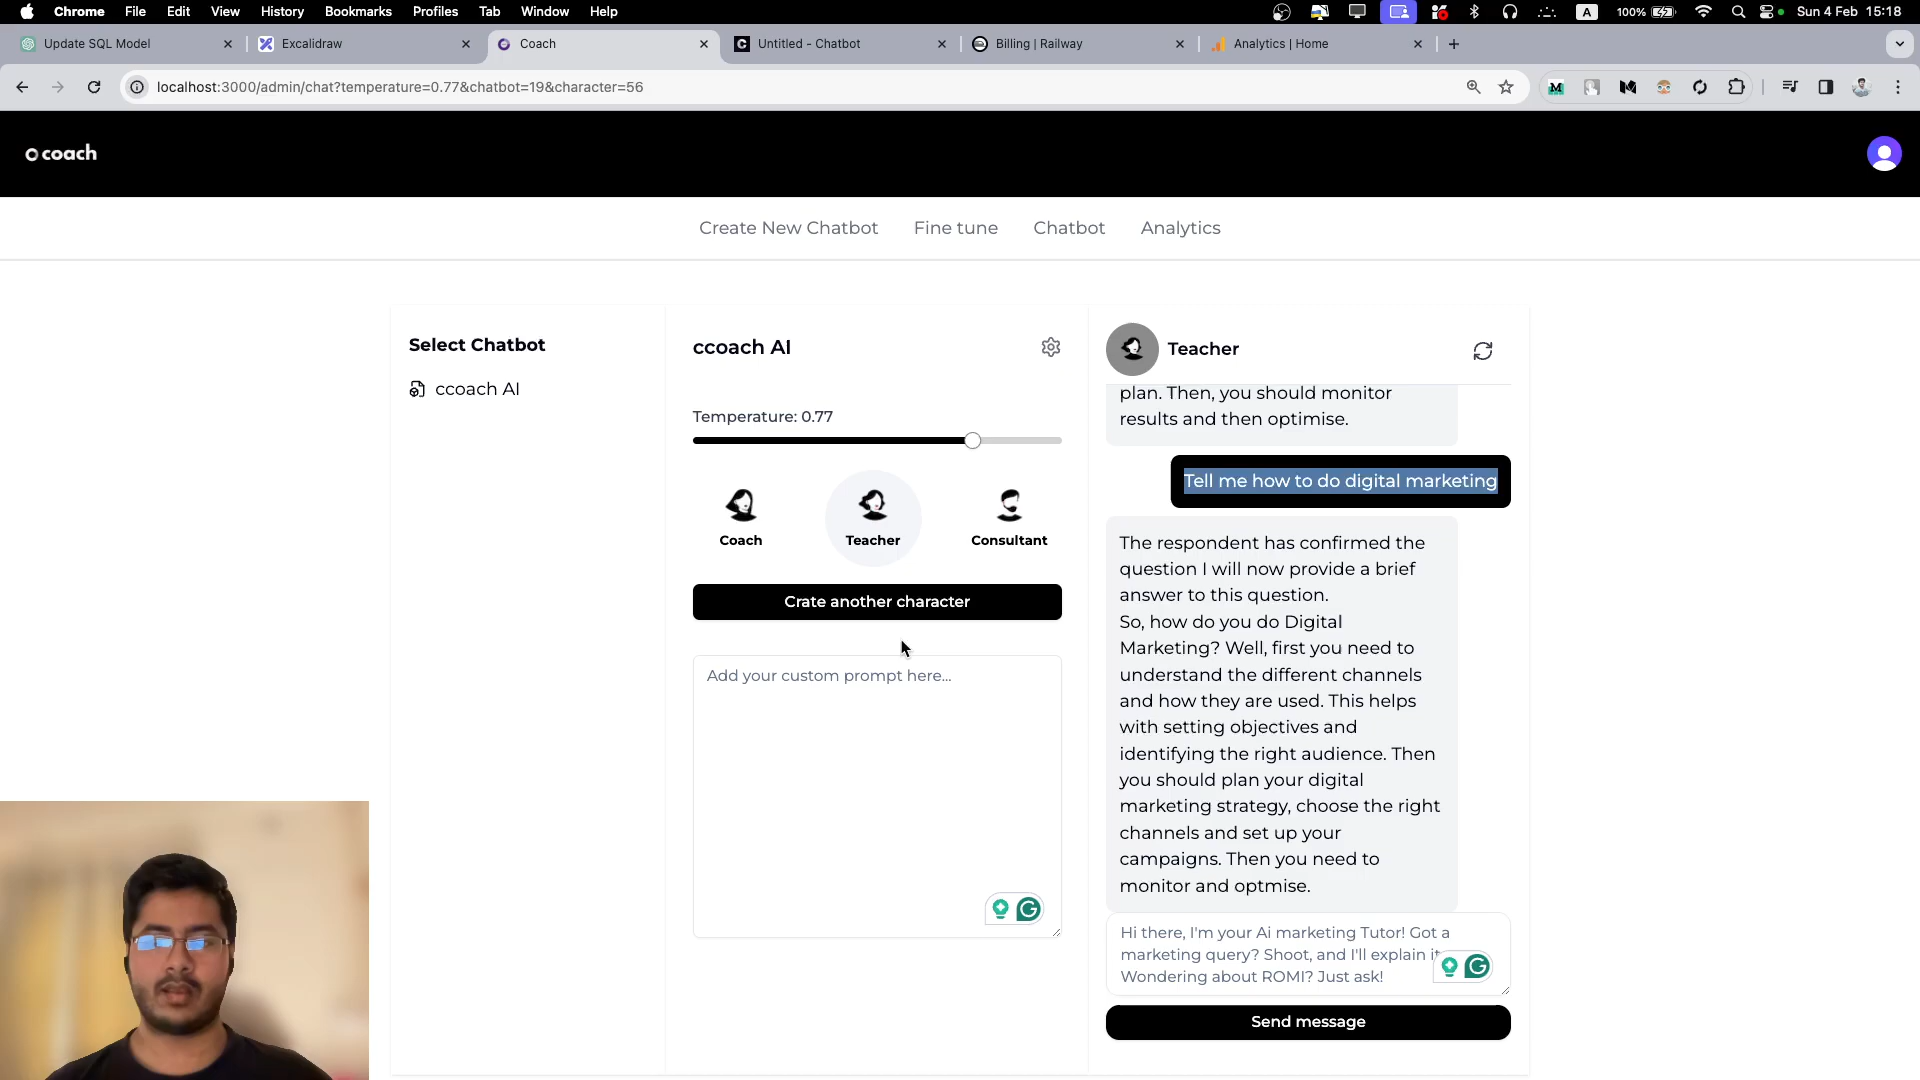 Chrome File Edit View History Bookmarks Profiles Tab Window Help A 100% Sun 4 Feb 15:18
Update SQL Model Excalidraw Coach Untitled - Chatbot Billing | Railway Analytics | Home
localhost:3000/admin/chat?temperature=0.77&chatbot=19&character=56
coach
Create New Chatbot Fine tune Chatbot Analytics
Select Chatbot
ccoach AI
ccoach AI
Temperature: 0.77
Coach Teacher Consultant
Crate another character
Add your custom prompt here...
Teacher
plan. Then, you should monitor
results and then optimise.
Tell me how to do digital marketing
The respondent has confirmed the
question I will now provide a brief
answer to this question.
So, how do you do Digital
Marketing? Well, first you need to
understand the different channels
and how they are used. This helps
with setting objectives and
identifying the right audience. Then
you should plan your digital
marketing strategy, choose the right
channels and set up your
campaigns. Then you need to
monitor and optmise.
Hi there, I'm your Ai marketing Tutor! Got a
marketing query? Shoot, and I'll explain it
Wondering about ROMI? Just ask!
Send message